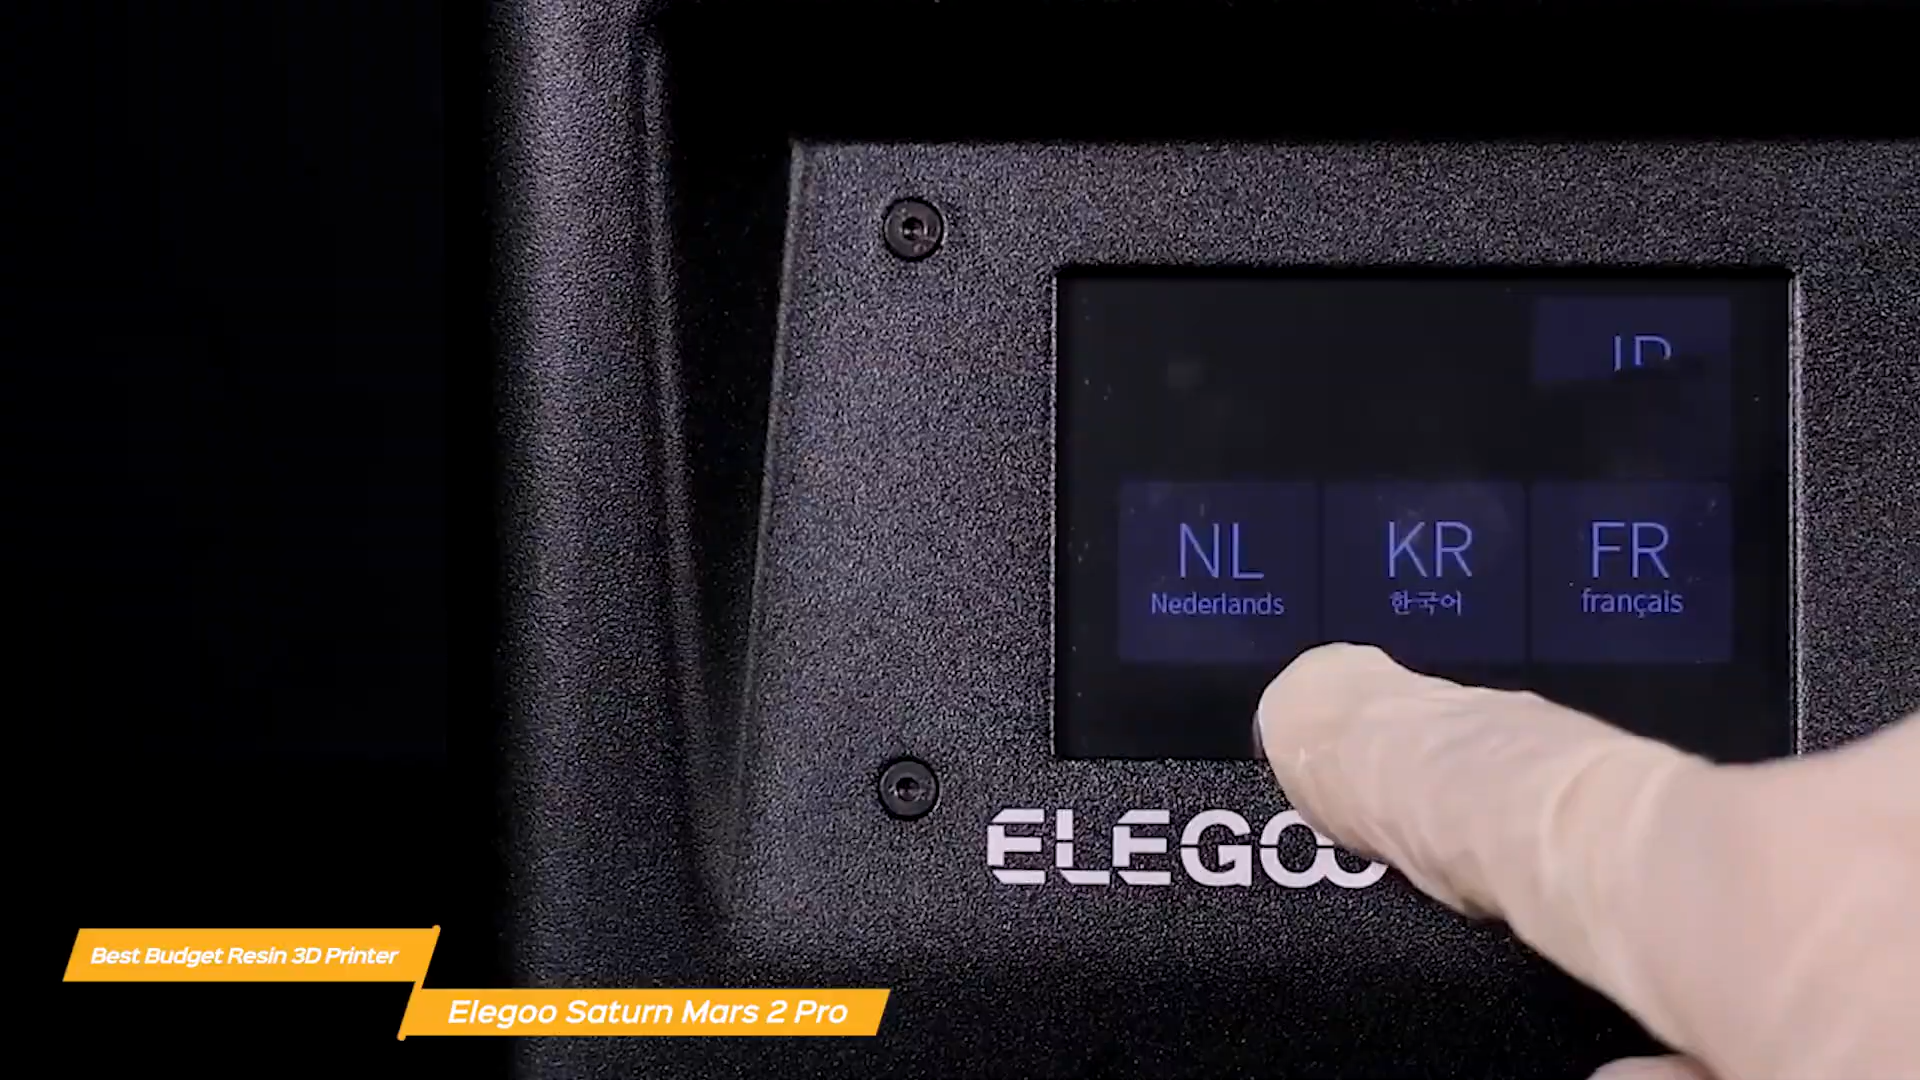 NL KR FR
Nederlands 한국어 français
ELEGOO
Best Budget Resin 3D Printer
Elegoo Saturn Mars 2 Pro